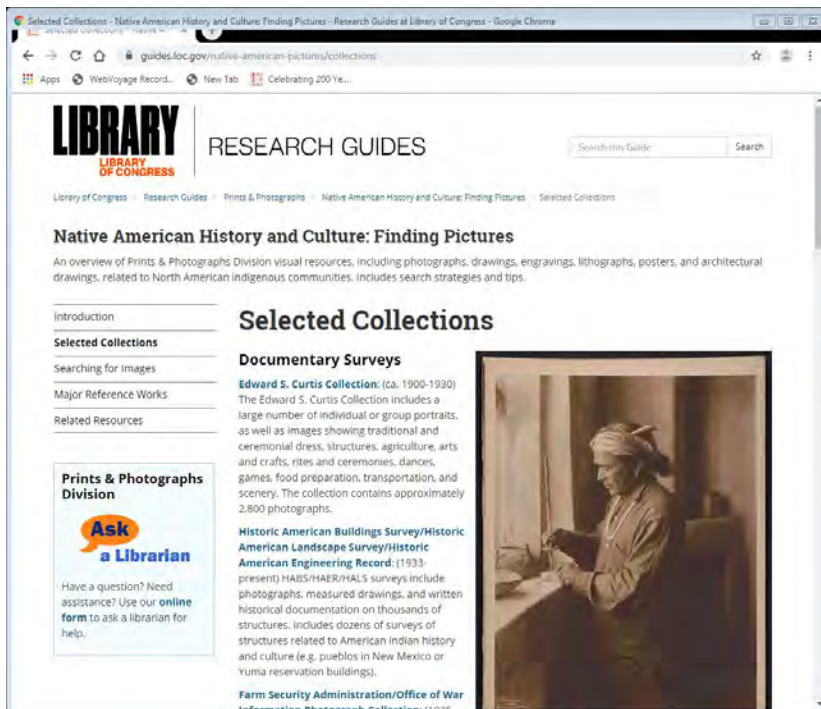 Selected Collections - Native American History and Culture: Finding Pictures - Research Guides at Library of Congress - Google Chrome
guides.loc.gov/native-american-pictures/collections
Apps WebVoyage Record... New Tab Celebrating 200 Ye...
LIBRARY
LIBRARY
OF CONGRESS
RESEARCH GUIDES
Search this Guide Search
Library of Congress Research Guides Prints & Photographs Native American History and Culture: Finding Pictures Selected Collections
Native American History and Culture: Finding Pictures
An overview of Prints & Photographs Division visual resources, including photographs, drawings, engravings, lithographs, posters, and architectural
drawings, related to North American indigenous communities. Includes search strategies and tips.
Introduction
Selected Collections
Searching for Images
Major Reference Works
Related Resources
Prints & Photographs
Division
Ask
a Librarian
Have a question? Need
assistance? Use our online
form to ask a librarian for
help.
Selected Collections
Documentary Surveys
Edward S. Curtis Collection: (ca. 1900-1930)
The Edward S. Curtis Collection includes a
large number of individual or group portraits,
as well as images showing traditional and
ceremonial dress, structures, agriculture, arts
and crafts, rites and ceremonies, dances,
games, food preparation, transportation, and
scenery. The collection contains approximately
2,800 photographs.
Historic American Buildings Survey/Historic
American Landscape Survey/Historic
American Engineering Record: (1933-
present) HABS/HAER/HALS surveys include
photographs, measured drawings, and written
historical documentation on thousands of
structures. Includes dozens of surveys of
structures related to American Indian history
and culture (e.g. pueblos in New Mexico or
Yuma reservation buildings).
Farm Security Administration/Office of War
Information Photograph Collection: (1935-